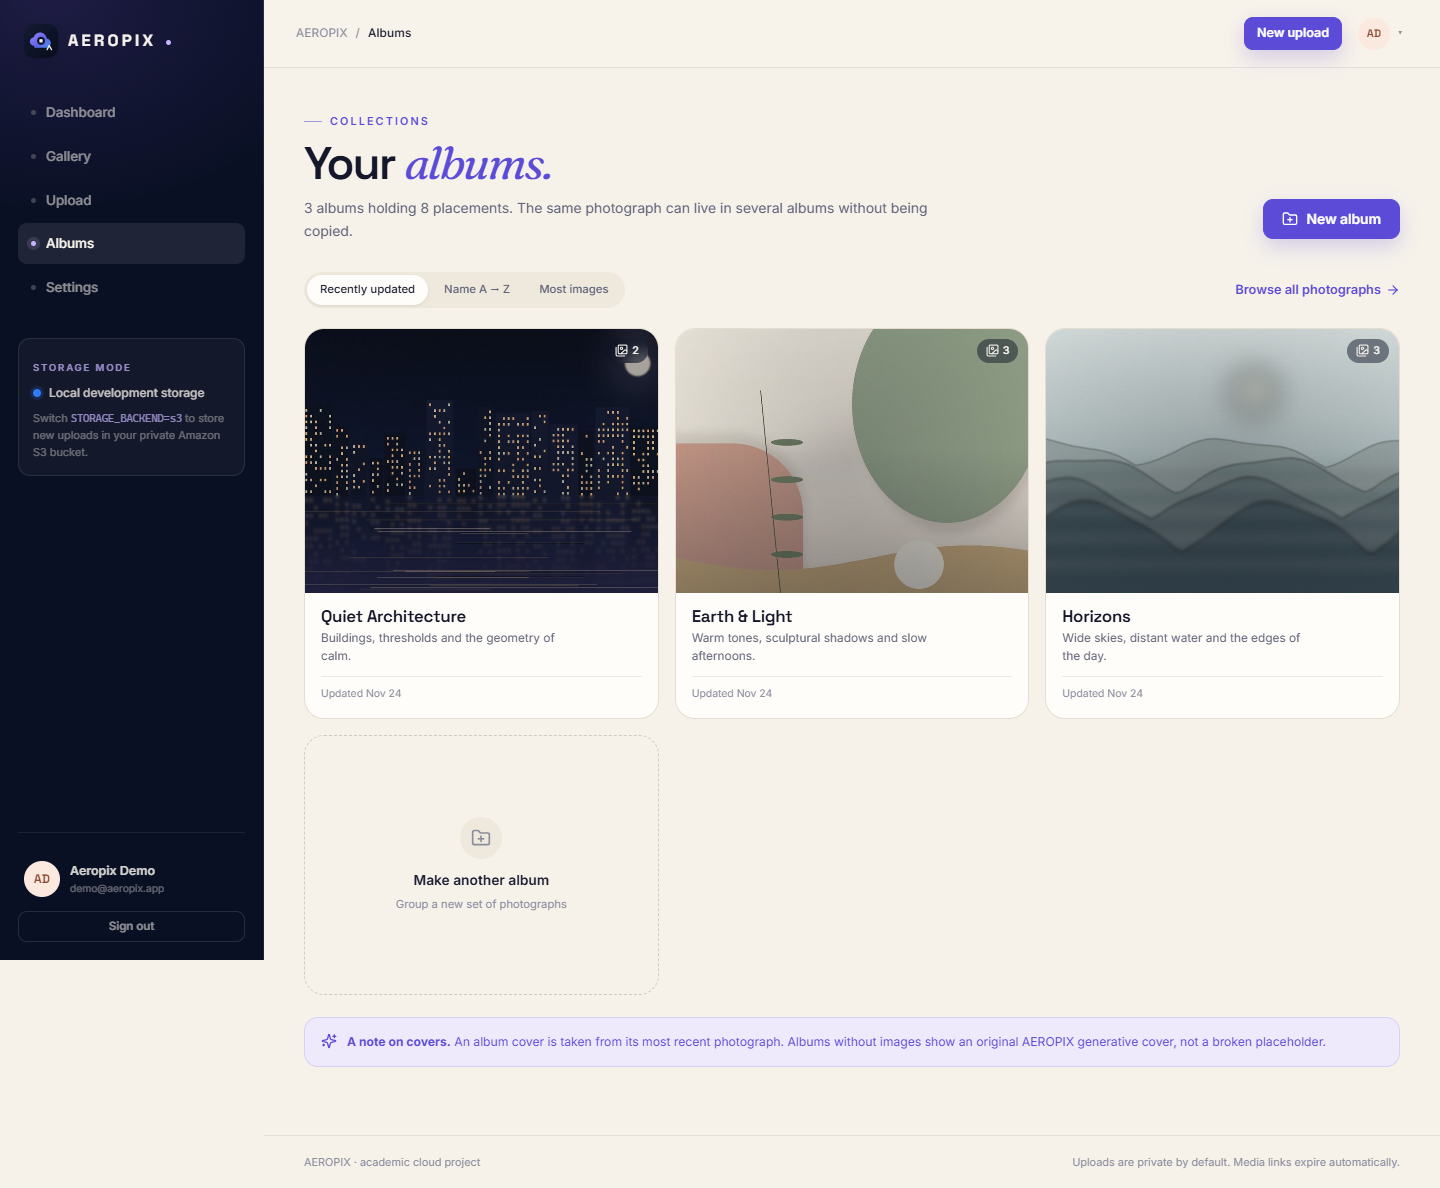 AEROPIX
Dashboard
Gallery
Upload
Albums
Settings
STORAGE MODE
Local development storage
Switch STORAGE_BACKEND=s3 to store
new uploads in your private Amazon
S3 bucket.
AD
Aeropix Demo
demo@aeropix.app
Sign out
AEROPIX / Albums
New upload
AD
COLLECTIONS
Your albums.
3 albums holding 8 placements. The same photograph can live in several albums without being
copied.
New album
Recently updated
Name A → Z
Most images
Browse all photographs →
2
Quiet Architecture
Buildings, thresholds and the geometry of
calm.
Updated Nov 24
3
Earth & Light
Warm tones, sculptural shadows and slow
afternoons.
Updated Nov 24
3
Horizons
Wide skies, distant water and the edges of
the day.
Updated Nov 24
Make another album
Group a new set of photographs
A note on covers. An album cover is taken from its most recent photograph. Albums without images show an original AEROPIX generative cover, not a broken placeholder.
AEROPIX · academic cloud project
Uploads are private by default. Media links expire automatically.